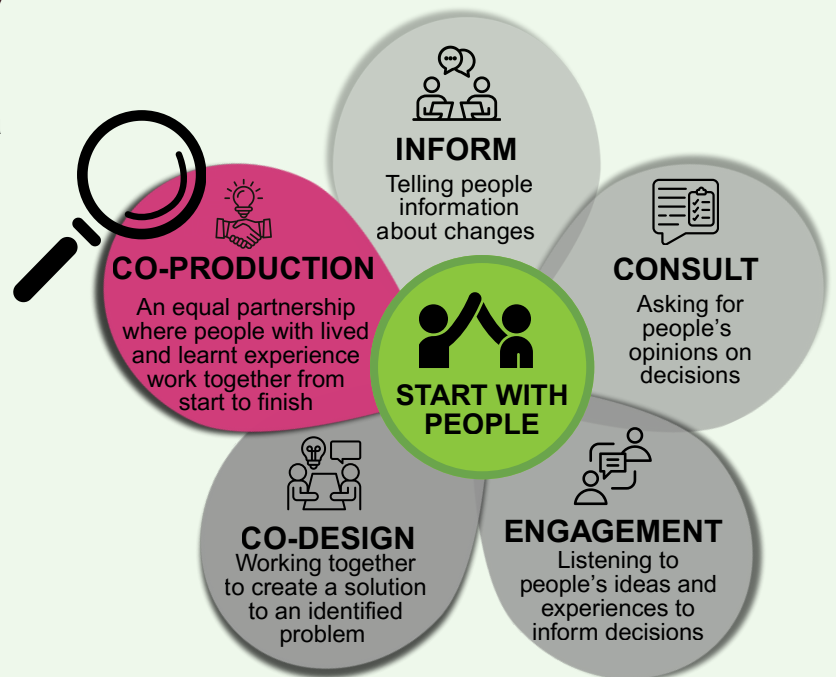 INFORM
Telling people
information
about changes
CONSULT
Asking for
people's
opinions on
decisions
ENGAGEMENT
Listening to
people's ideas and
experiences to
inform decisions
CO-DESIGN
Working together
to create a solution
to an identified
problem
CO-PRODUCTION
An equal partnership
where people with lived
and learnt experience
work together from
start to finish
START WITH
PEOPLE